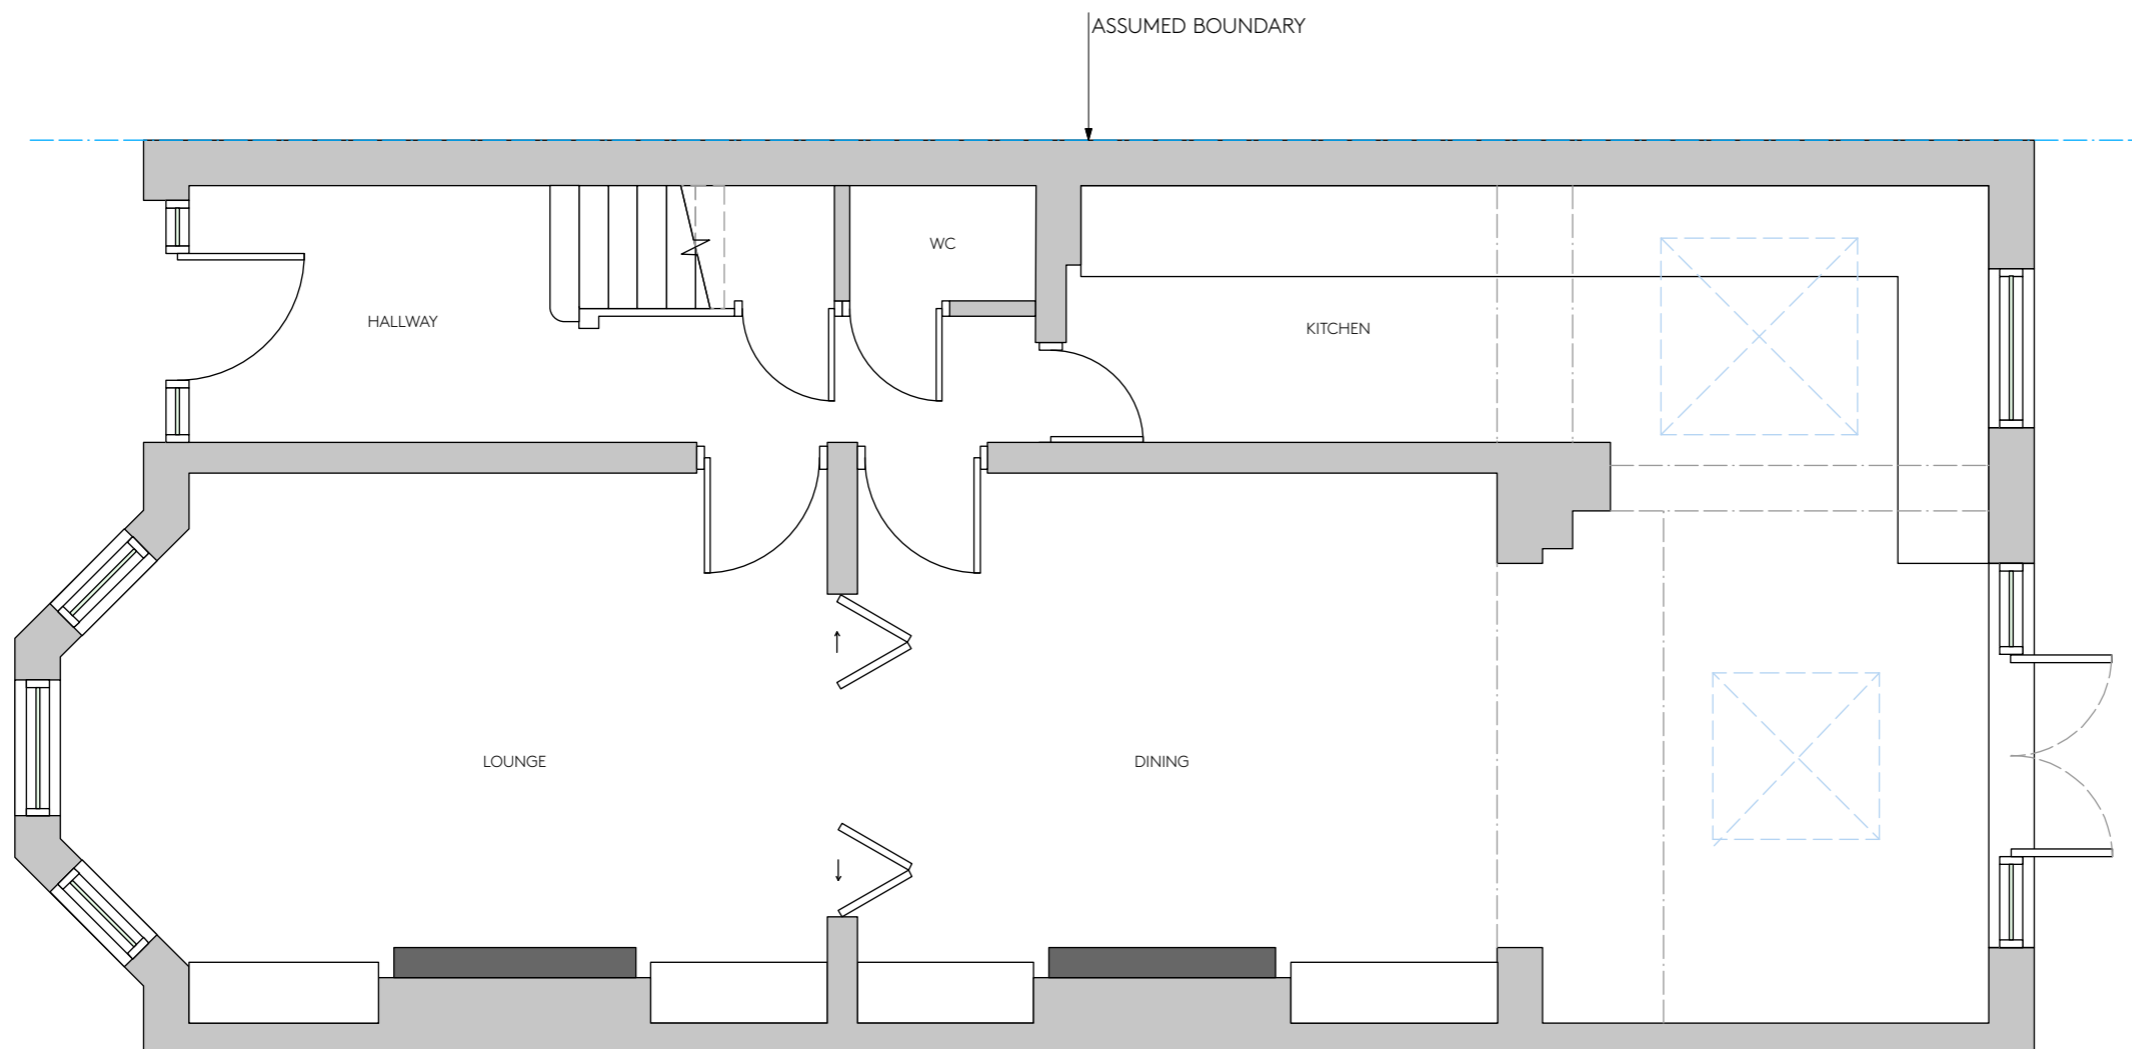 ASSUMED BOUNDARY
WC
HALLWAY
KITCHEN
LOUNGE
DINING